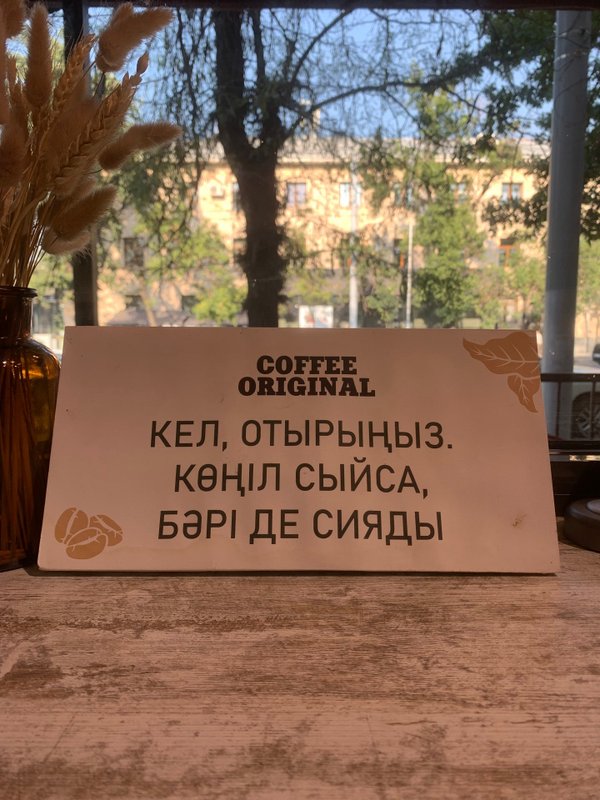 COFFEE
ORIGINAL
КЕЛ, ОТЫРЫҢЫЗ.
КӨҢІЛ СЫЙСА,
БӘРІ ДЕ СИЯДЫ